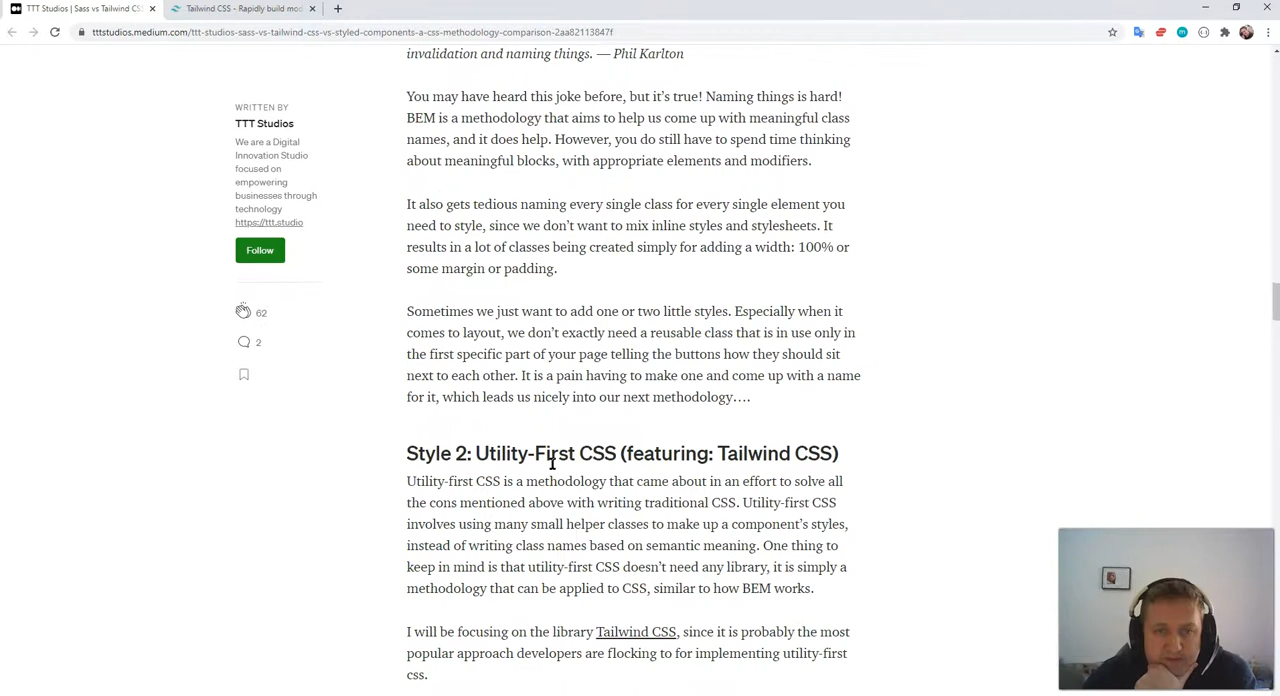 TTT Studios | Sass vs Tailwind CS
Tailwind CSS - Rapidly build mod
tttstudios.medium.com/ttt-studios-sass-vs-tailwind-css-vs-styled-components-a-css-methodology-comparison-2aa82113847f
invalidation and naming things. — Phil Karlton
WRITTEN BY
TTT Studios
We are a Digital
Innovation Studio
focused on
empowering
businesses through
technology
https://ttt.studio
Follow
62
2
You may have heard this joke before, but it's true! Naming things is hard!
BEM is a methodology that aims to help us come up with meaningful class
names, and it does help. However, you do still have to spend time thinking
about meaningful blocks, with appropriate elements and modifiers.
It also gets tedious naming every single class for every single element you
need to style, since we don't want to mix inline styles and stylesheets. It
results in a lot of classes being created simply for adding a width: 100% or
some margin or padding.
Sometimes we just want to add one or two little styles. Especially when it
comes to layout, we don't exactly need a reusable class that is in use only in
the first specific part of your page telling the buttons how they should sit
next to each other. It is a pain having to make one and come up with a name
for it, which leads us nicely into our next methodology….
Style 2: Utility-First CSS (featuring: Tailwind CSS)
Utility-first CSS is a methodology that came about in an effort to solve all
the cons mentioned above with writing traditional CSS. Utility-first CSS
involves using many small helper classes to make up a component's styles,
instead of writing class names based on semantic meaning. One thing to
keep in mind is that utility-first CSS doesn't need any library, it is simply a
methodology that can be applied to CSS, similar to how BEM works.
I will be focusing on the library Tailwind CSS, since it is probably the most
popular approach developers are flocking to for implementing utility-first
css.